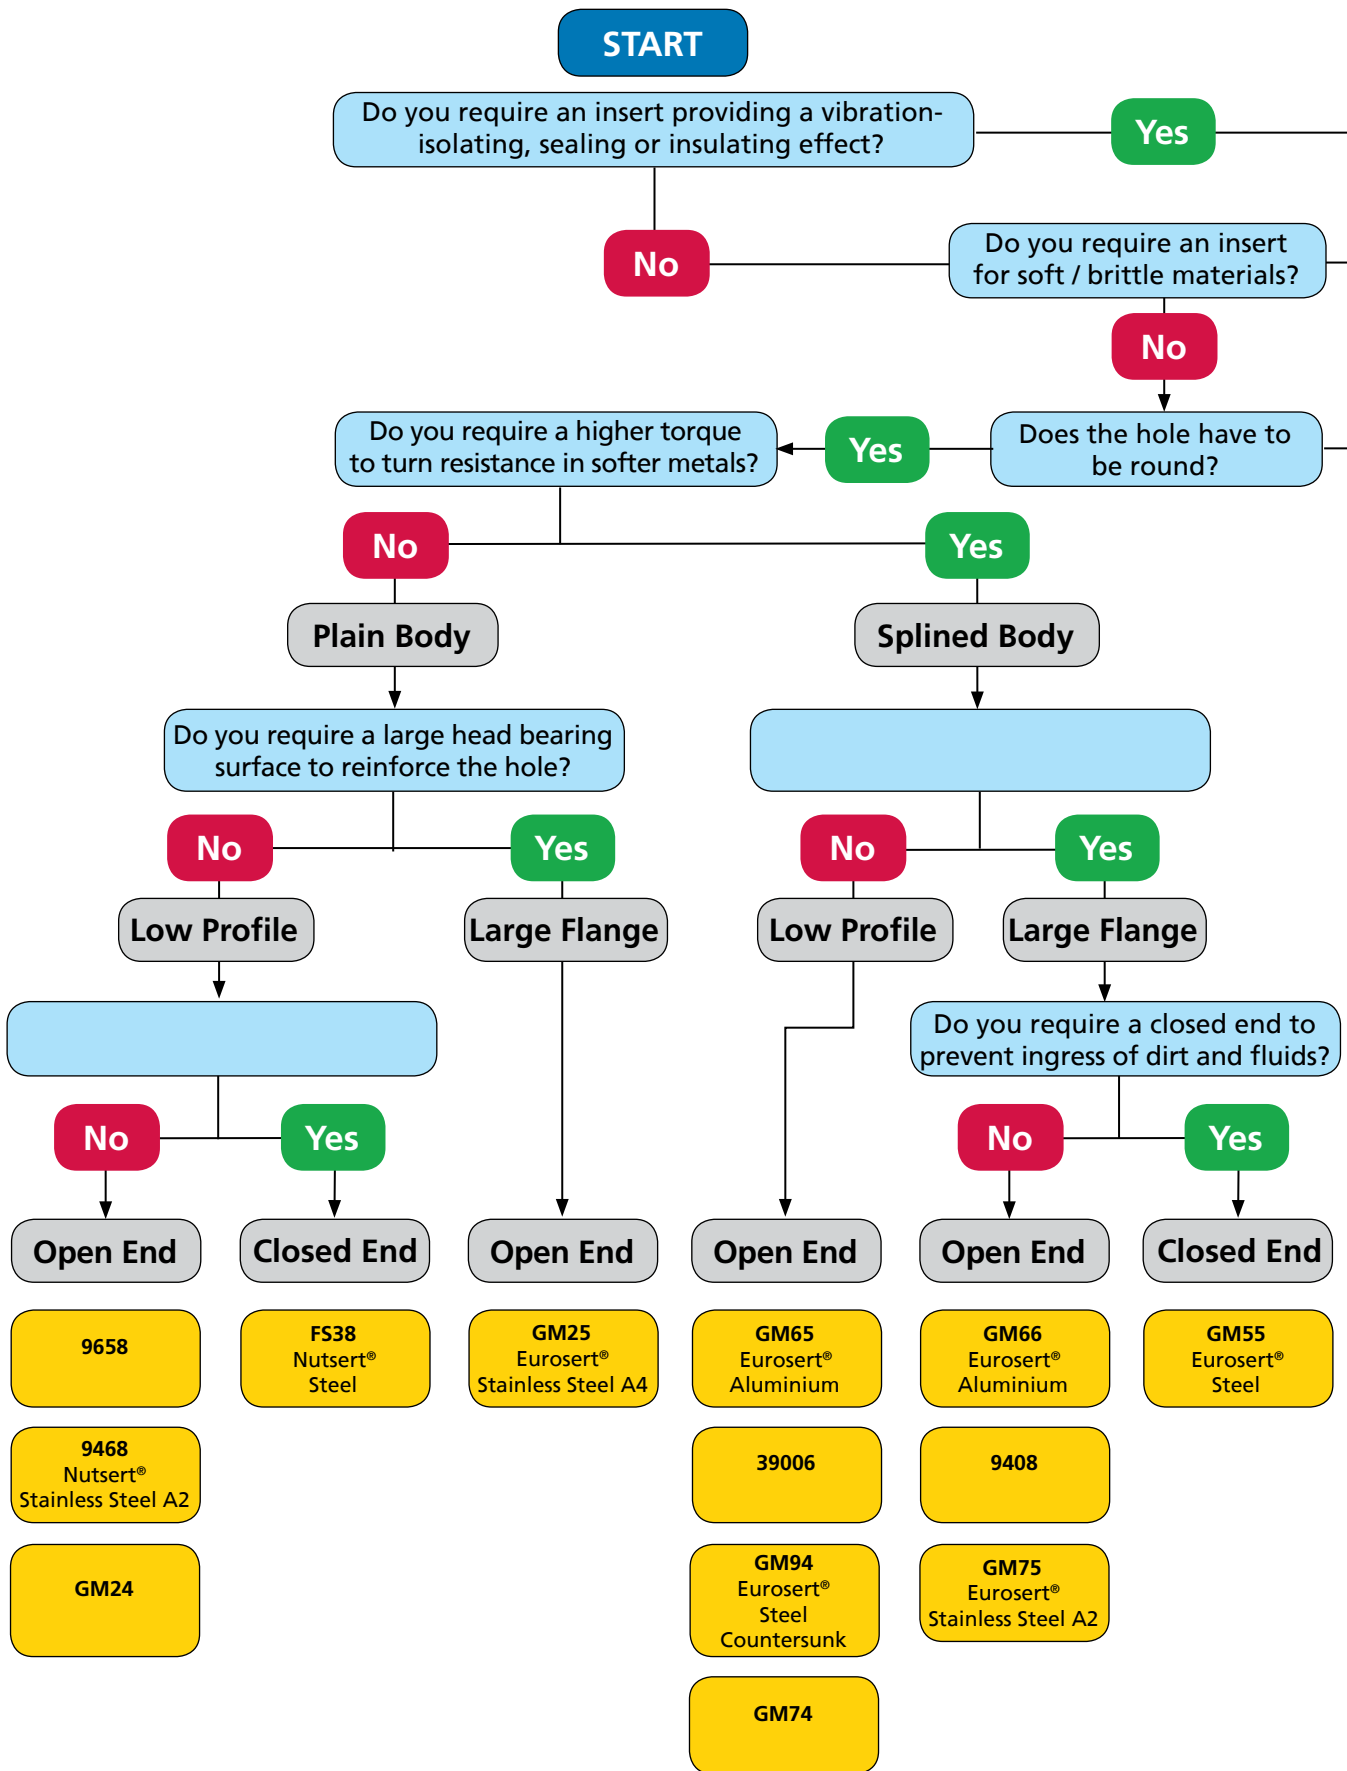 START
Do you require an insert providing a vibration-
isolating, sealing or insulating effect?
Yes
No
Do you require an insert
for soft / brittle materials?
No
Do you require a higher torque
to turn resistance in softer metals?
Yes
Does the hole have to
be round?
No
Yes
Plain Body
Splined Body
Do you require a large head bearing
surface to reinforce the hole?
No
Yes
No
Yes
Low Profile
Large Flange
Low Profile
Large Flange
Do you require a closed end to
prevent ingress of dirt and fluids?
No
Yes
No
Yes
Open End
Closed End
Open End
Open End
Open End
Closed End
9658
FS38
Nutsert®
Steel
GM25
Eurosert®
Stainless Steel A4
GM65
Eurosert®
Aluminium
GM66
Eurosert®
Aluminium
GM55
Eurosert®
Steel
9468
Nutsert®
Stainless Steel A2
39006
9408
GM24
GM94
Eurosert®
Steel
Countersunk
GM75
Eurosert®
Stainless Steel A2
GM74